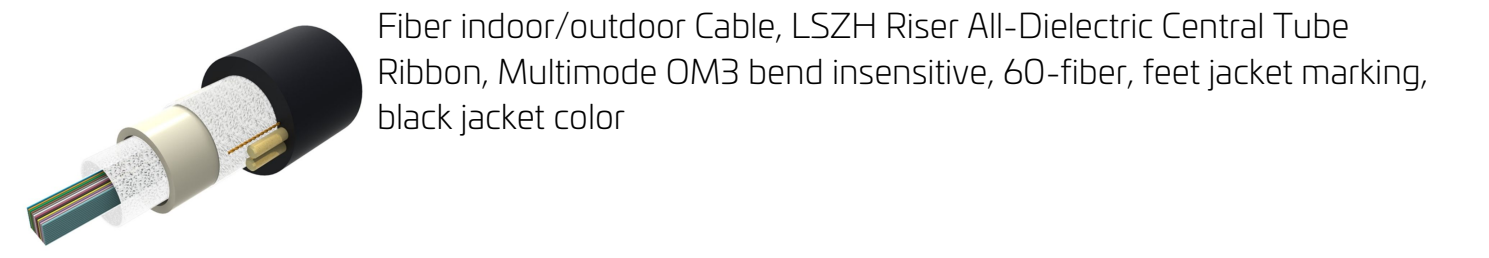 Fiber indoor/outdoor Cable, LSZH Riser All-Dielectric Central Tube
Ribbon, Multimode OM3 bend insensitive, 60-fiber, feet jacket marking,
black jacket color